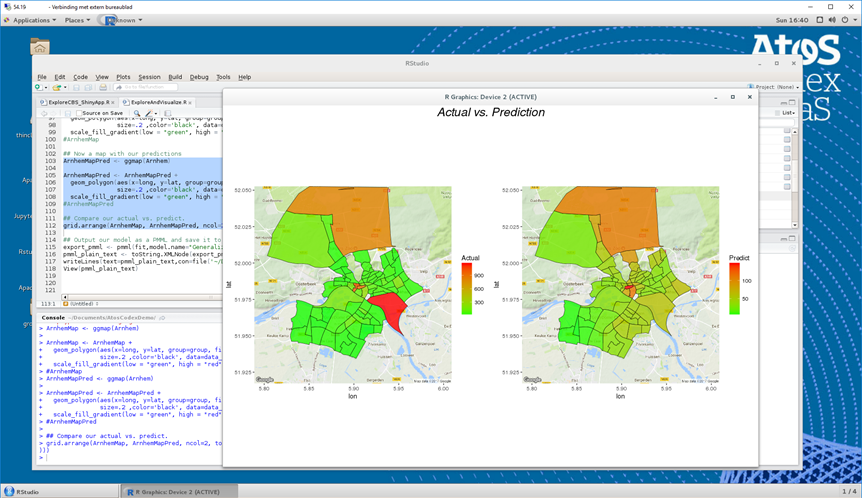 54.19 - Verbinding met extern bureaublad
Applications Places Unknown
Sun 16:40
Atos
RStudio
File Edit Code View Plots Session Build Debug Tools Help
Go to file/function
Project: (None)
ExploreCBS_ShinyApp.R ExploreAndVisualize.R
Source on Save
List
98 size=.2 ,color='black', data=data_
99 scale_fill_gradient(low = "green", high =
100 #ArnhemMap
101
102 ## Now a map with our predictions
103 ArnhemMapPred <- ggmap(Arnhem)
104
105 ArnhemMapPred <- ArnhemMapPred +
106 geom_polygon(aes(x=long, y=lat, group=group
107 size=.2 ,color='black', data=data_
108 scale_fill_gradient(low = "green", high =
109 #ArnhemMapPred
110
111 ## Compare our actual vs. predict.
112 grid.arrange(ArnhemMap, ArnhemMapPred, ncol=2
113
114 ## Output our model as a PMML and save it to
115 export_pmml <- pmml(fit,model.name="Generali
116 pmml_plain_text <- toString.XMLNode(export_pm
117 writeLines(text=pmml_plain_text,con=file('~/D
118 View(pmml_plain_text)
119
120
121
113:1 (Untitled)
Console ~/Documents/AtosCodexDemo/
> ArnhemMap <- ggmap(Arnhem)
>
> ArnhemMap <- ArnhemMap +
+ geom_polygon(aes(x=long, y=lat, group=group, fi
+ size=.2 ,color='black', data=data_
+ scale_fill_gradient(low = "green", high = "red"
> #ArnhemMap
> ArnhemMapPred <- ggmap(Arnhem)
>
> ArnhemMapPred <- ArnhemMapPred +
+ geom_polygon(aes(x=long, y=lat, group=group, fi
+ size=.2 ,color='black', data=data_
+ scale_fill_gradient(low = "green", high = "red"
> #ArnhemMapPred
>
> ## Compare our actual vs. predict.
> grid.arrange(ArnhemMap, ArnhemMapPred, ncol=2, to
)))
>
R Graphics: Device 2 (ACTIVE)
Actual vs. Prediction
52.050
52.025
52.000
51.975
51.950
51.925
lat
5.80 5.85 5.90 5.95 6.00
lon
Google
Actual
900
600
300
52.050
52.025
52.000
51.975
51.950
51.925
lat
5.80 5.85 5.90 5.95 6.00
lon
Google
Predict
100
50
RStudio
R Graphics: Device 2 (ACTIVE)
1 / 4